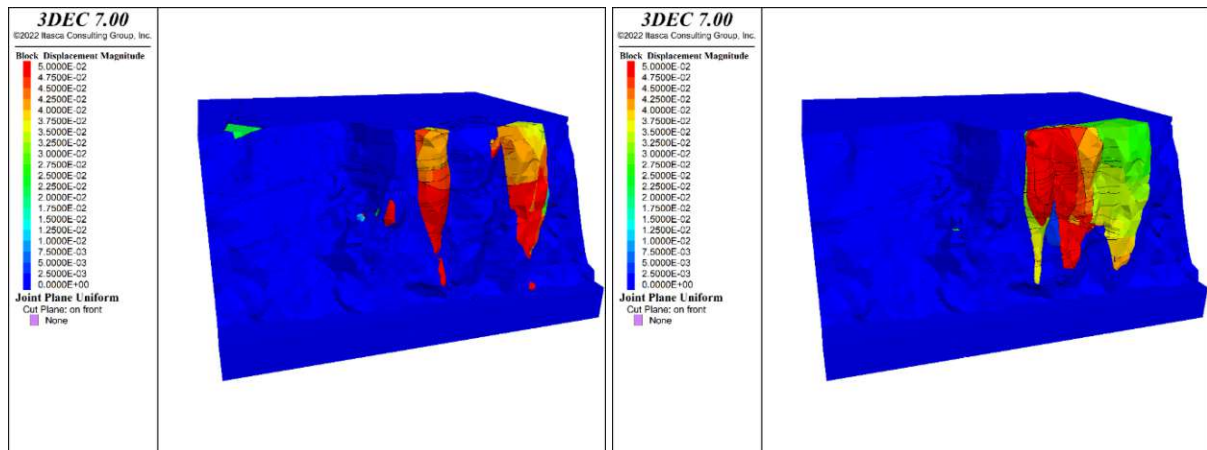 3DEC 7.00
©2022 Itasca Consulting Group, Inc.
Block Displacement Magnitude
5.0000E-02
4.7500E-02
4.5000E-02
4.2500E-02
4.0000E-02
3.7500E-02
3.5000E-02
3.2500E-02
3.0000E-02
2.7500E-02
2.5000E-02
2.2500E-02
2.0000E-02
1.7500E-02
1.5000E-02
1.2500E-02
1.0000E-02
7.5000E-03
5.0000E-03
2.5000E-03
0.0000E+00
Joint Plane Uniform
Cut Plane: on front
None
3DEC 7.00
©2022 Itasca Consulting Group, Inc.
Block Displacement Magnitude
5.0000E-02
4.7500E-02
4.5000E-02
4.2500E-02
4.0000E-02
3.7500E-02
3.5000E-02
3.2500E-02
3.0000E-02
2.7500E-02
2.5000E-02
2.2500E-02
2.0000E-02
1.7500E-02
1.5000E-02
1.2500E-02
1.0000E-02
7.5000E-03
5.0000E-03
2.5000E-03
0.0000E+00
Joint Plane Uniform
Cut Plane: on front
None